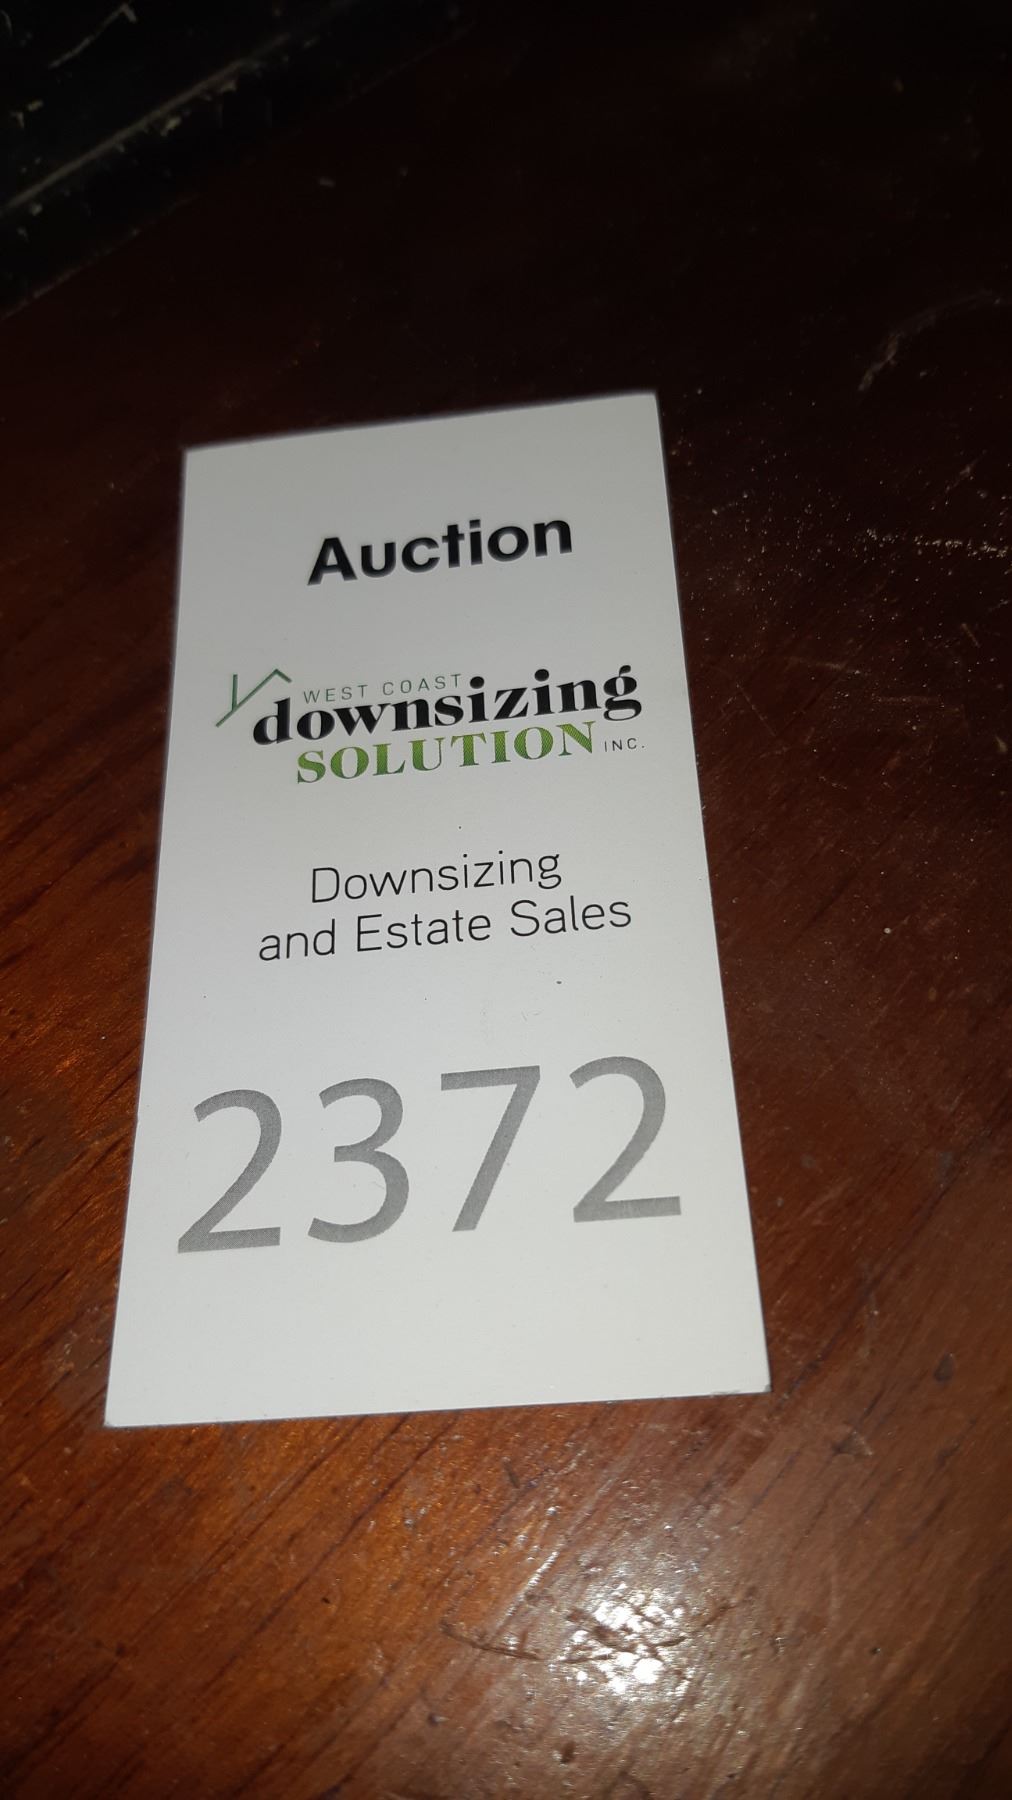 Auction
WEST COAST
downsizing
SOLUTION INC.
Downsizing
and Estate Sales
2372